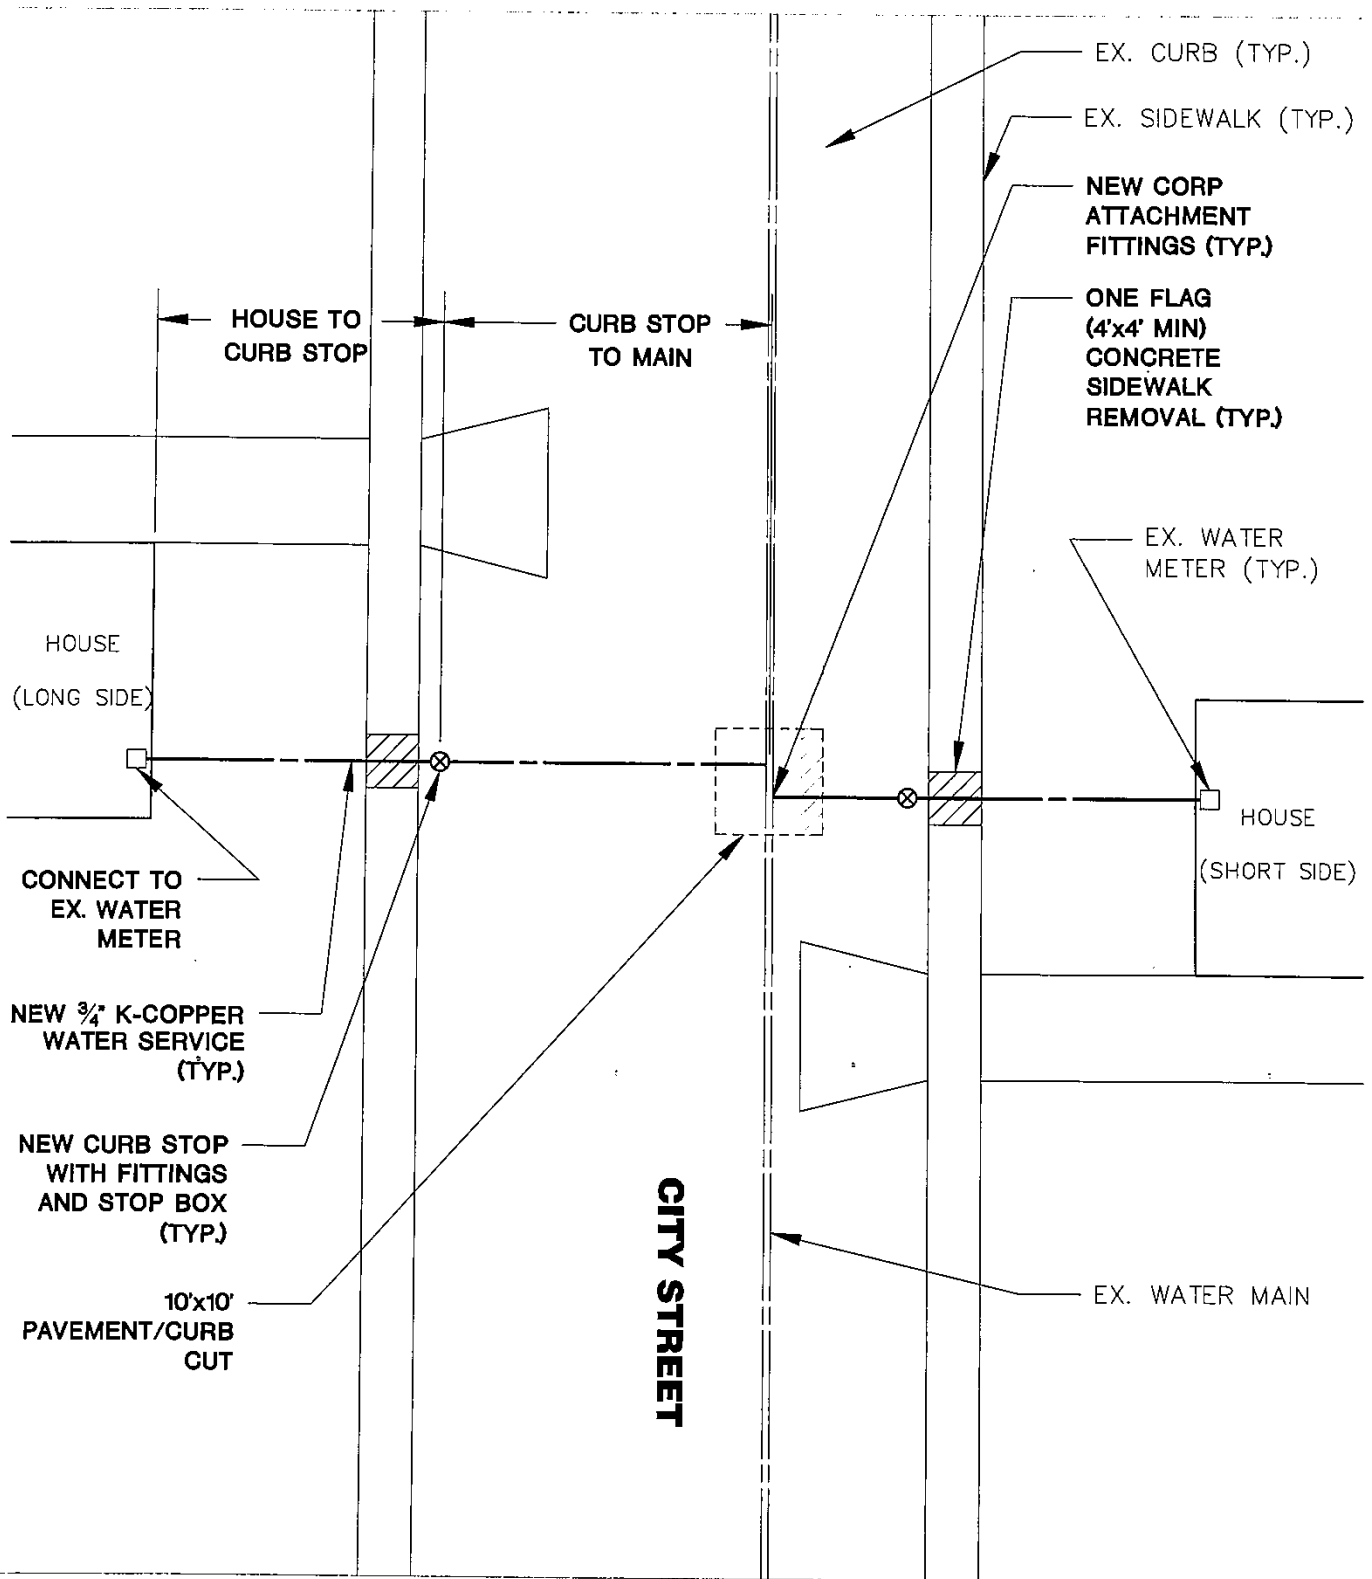 EX. CURB (TYP.)
EX. SIDEWALK (TYP.)
NEW CORP
ATTACHMENT
FITTINGS (TYP.)
ONE FLAG
(4'x4' MIN)
CONCRETE
SIDEWALK
REMOVAL (TYP.)
HOUSE TO
CURB STOP
CURB STOP
TO MAIN
EX. WATER
METER (TYP.)
HOUSE
(LONG SIDE)
HOUSE
(SHORT SIDE)
CONNECT TO
EX. WATER
METER
NEW ¾" K-COPPER
WATER SERVICE
(TYP.)
NEW CURB STOP
WITH FITTINGS
AND STOP BOX
(TYP.)
10'x10'
PAVEMENT/CURB
CUT
CITY STREET
EX. WATER MAIN